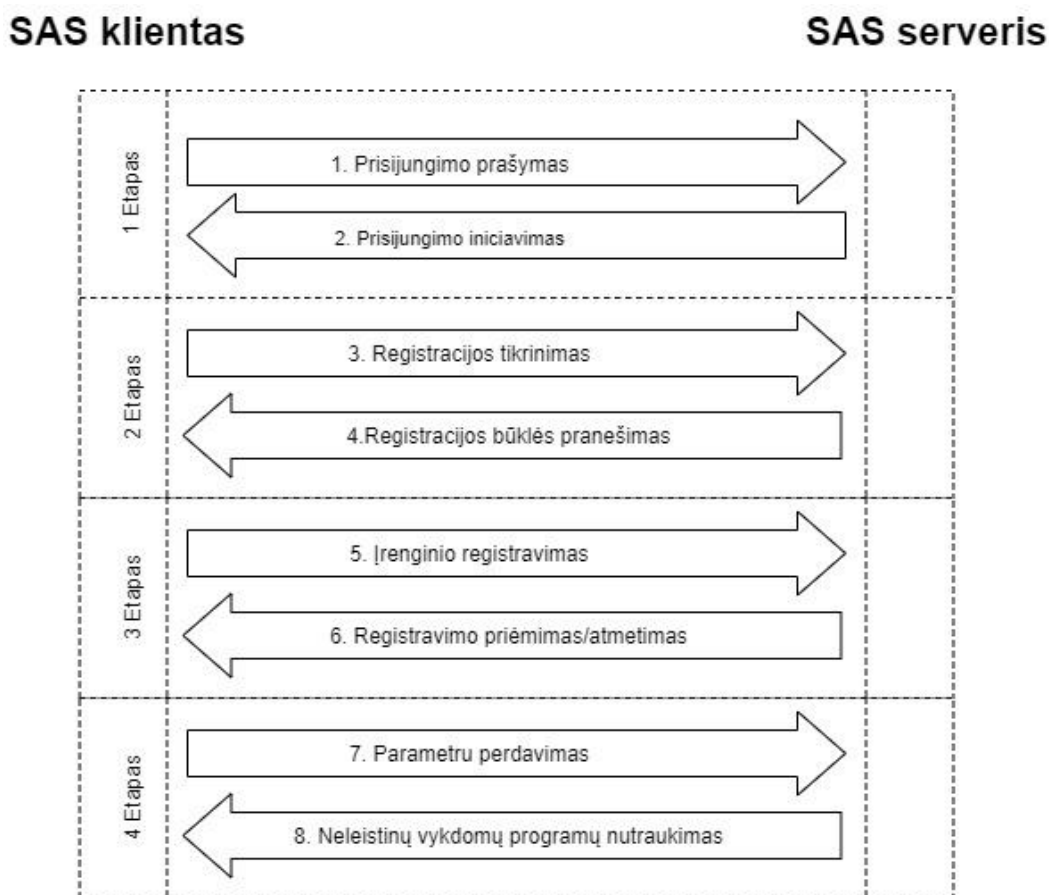 SAS klientas
SAS serveris
1 Etapas
1. Prisijungimo prašymas
2. Prisijungimo iniciavimas
2 Etapas
3. Registracijos tikrinimas
4.Registracijos būklės pranešimas
3 Etapas
5. Įrenginio registravimas
6. Registravimo priėmimas/atmetimas
4 Etapas
7. Parametru perdavimas
8. Neleistinų vykdomų programų nutraukimas